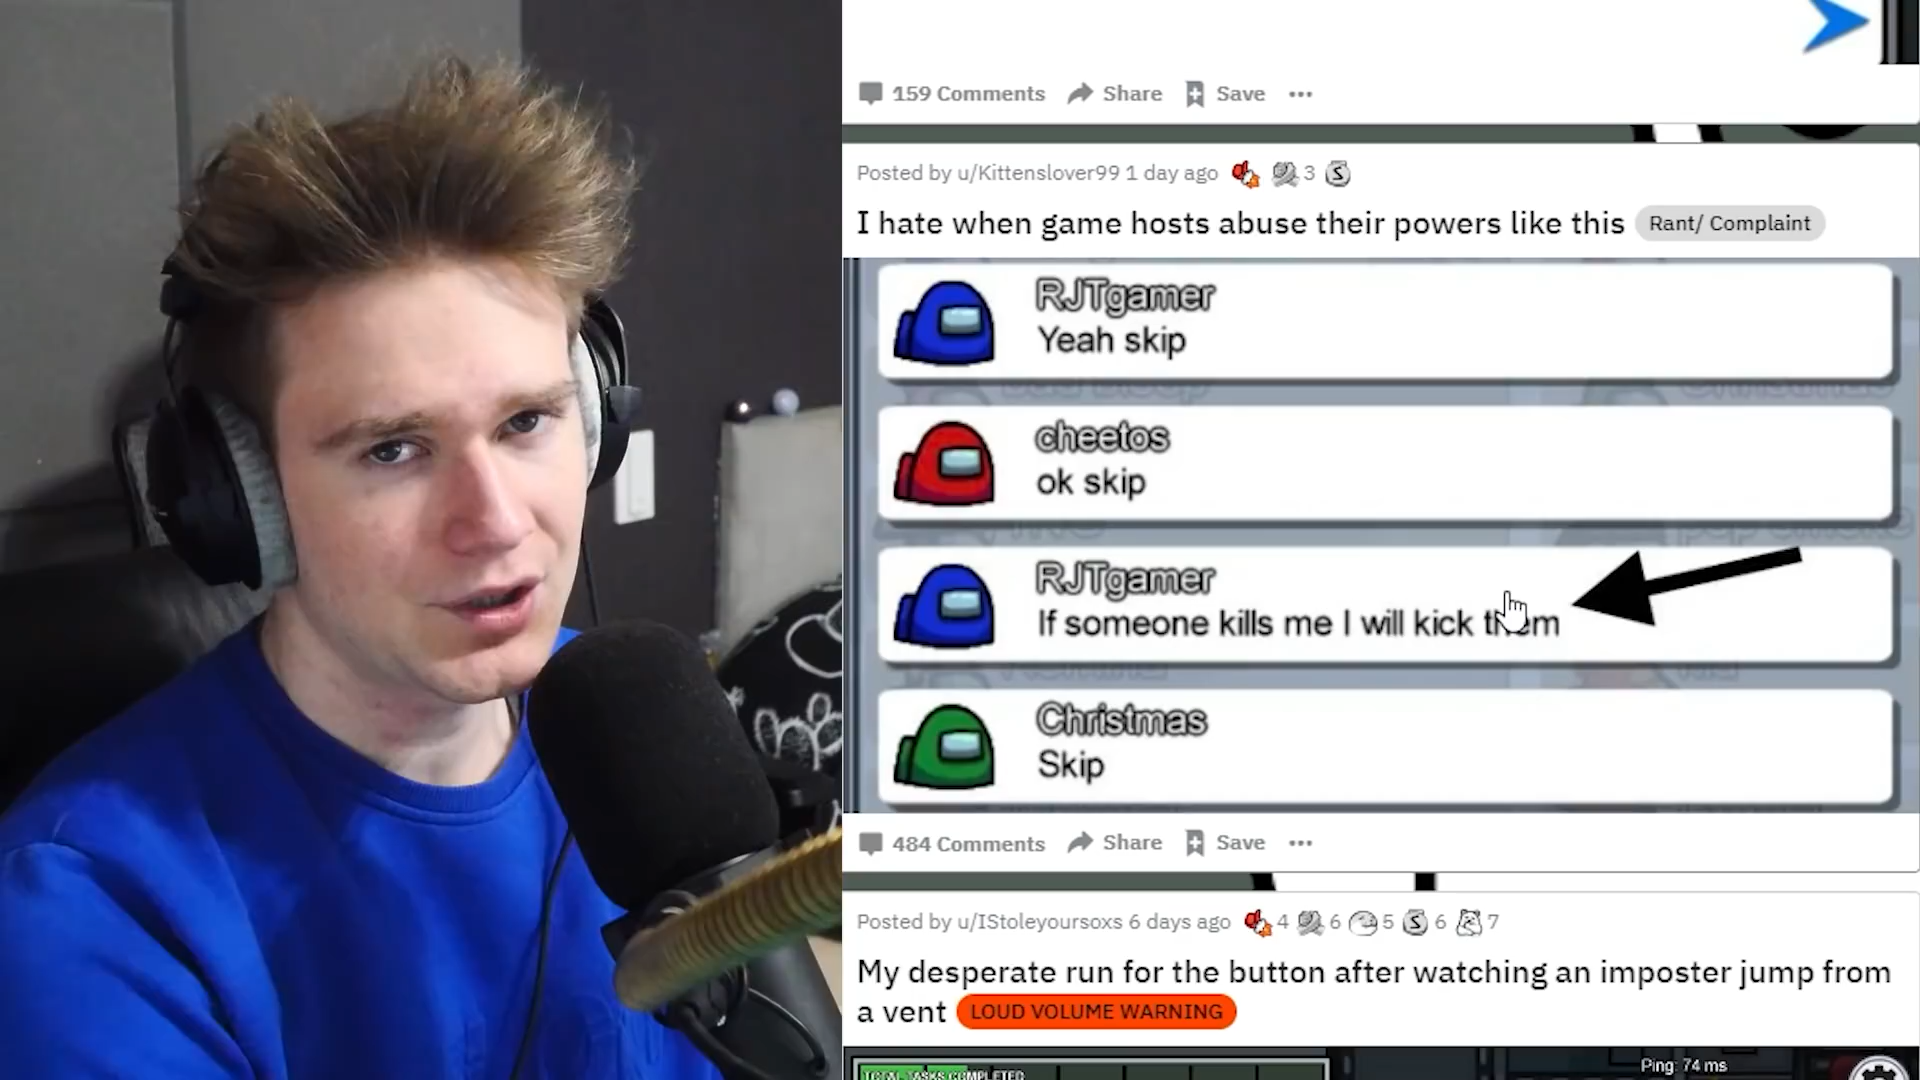 159 Comments Share Save
Posted by u/Kittenslover99 1 day ago 3
I hate when game hosts abuse their powers like this Rant/ Complaint
RJTgamer
Yeah skip
cheetos
ok skip
RJTgamer
If someone kills me I will kick them
Christmas
Skip
484 Comments Share Save
Posted by u/IStoleyoursoxs 6 days ago 4 6 5 6 7
My desperate run for the button after watching an imposter jump from
a vent LOUD VOLUME WARNING
TOTAL TASKS COMPLETED
Ping: 74 ms